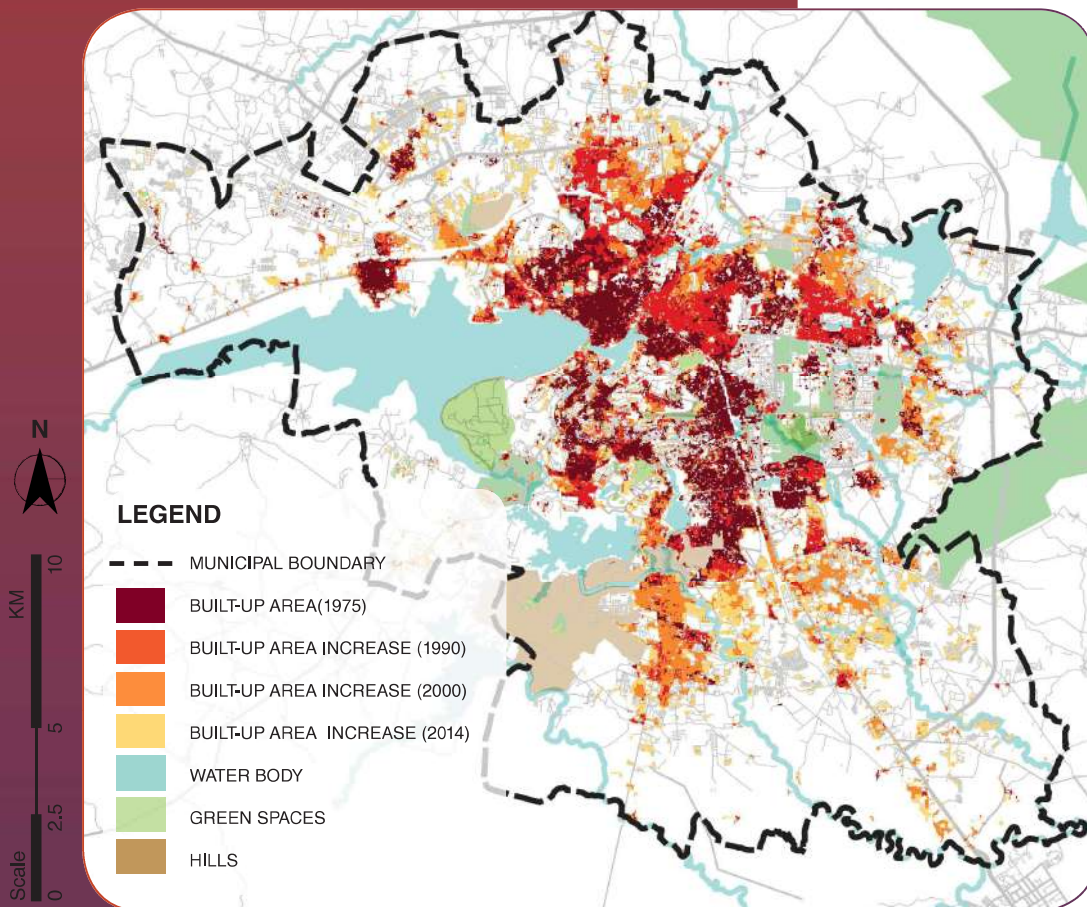 N
LEGEND
MUNICIPAL BOUNDARY
BUILT-UP AREA(1975)
BUILT-UP AREA INCREASE (1990)
BUILT-UP AREA INCREASE (2000)
BUILT-UP AREA  INCREASE (2014)
WATER BODY
GREEN SPACES
HILLS
10
KM
5
2.5
Scale
0